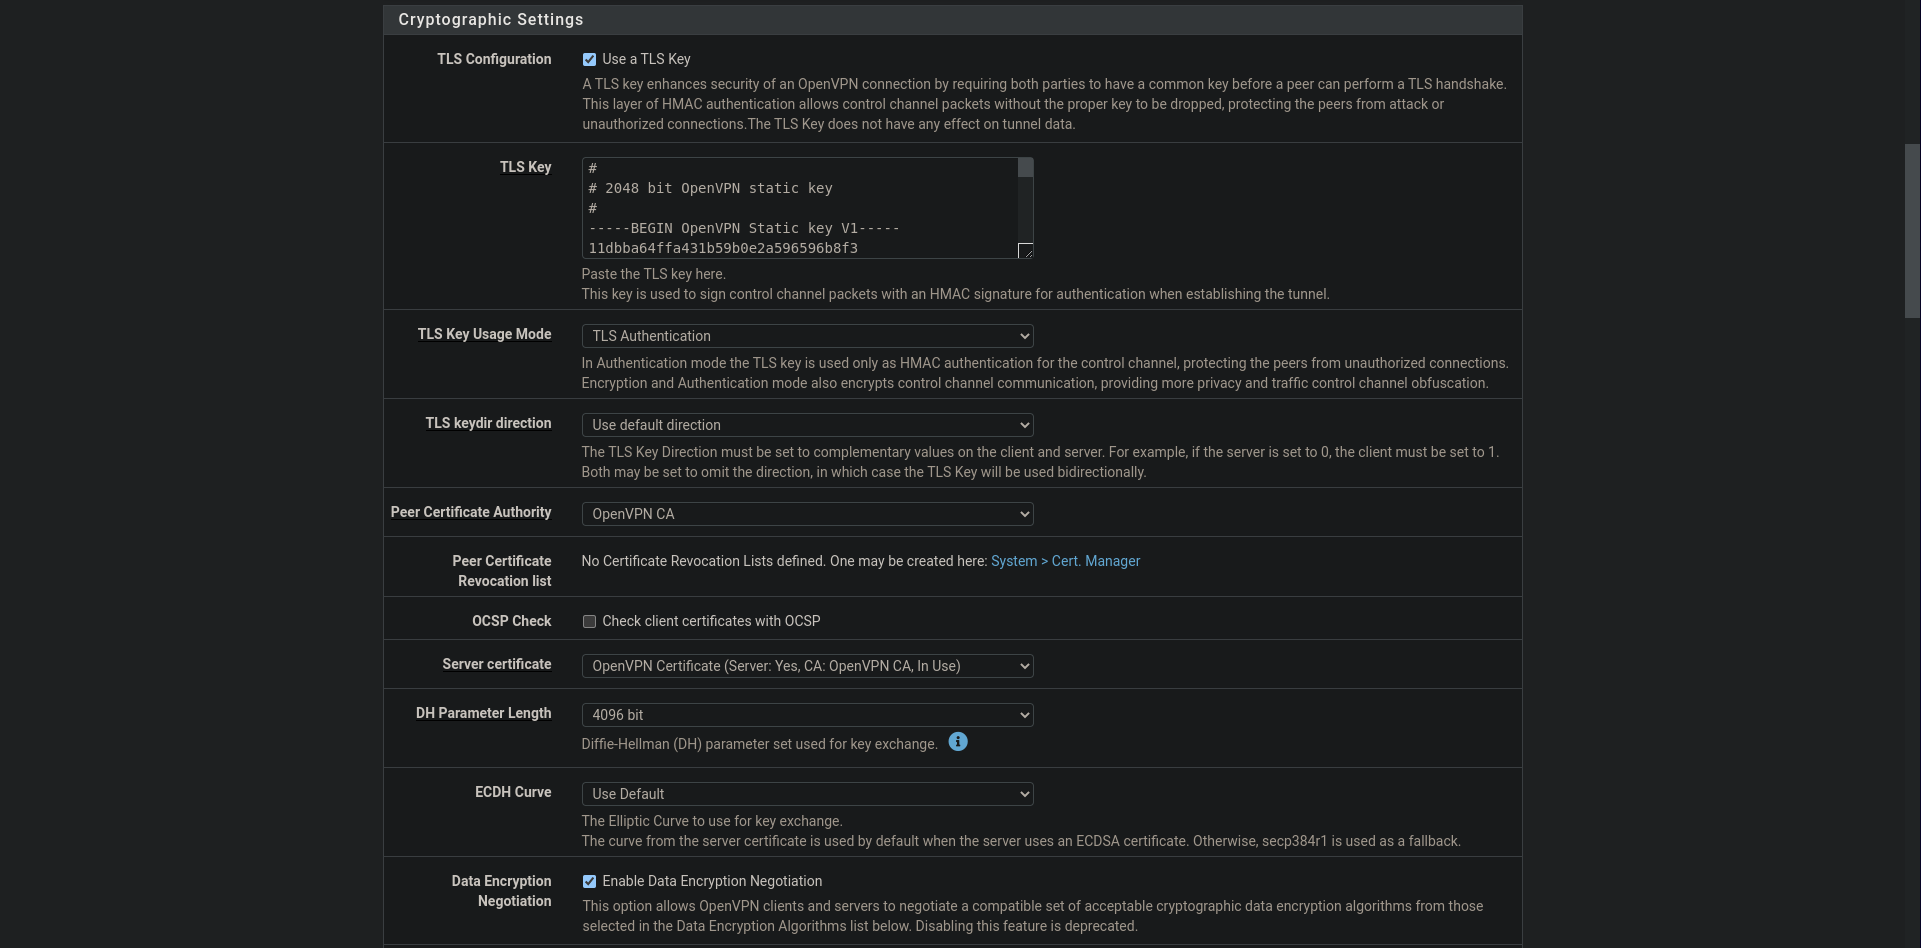 Cryptographic Settings
TLS Configuration
Use a TLS Key
A TLS key enhances security of an OpenVPN connection by requiring both parties to have a common key before a peer can perform a TLS handshake.
This layer of HMAC authentication allows control channel packets without the proper key to be dropped, protecting the peers from attack or
unauthorized connections.The TLS Key does not have any effect on tunnel data.
TLS Key
#
# 2048 bit OpenVPN static key
#
-----BEGIN OpenVPN Static key V1-----
11dbba64ffa431b59b0e2a596596b8f3
Paste the TLS key here.
This key is used to sign control channel packets with an HMAC signature for authentication when establishing the tunnel.
TLS Key Usage Mode
TLS Authentication
In Authentication mode the TLS key is used only as HMAC authentication for the control channel, protecting the peers from unauthorized connections.
Encryption and Authentication mode also encrypts control channel communication, providing more privacy and traffic control channel obfuscation.
TLS keydir direction
Use default direction
The TLS Key Direction must be set to complementary values on the client and server. For example, if the server is set to 0, the client must be set to 1.
Both may be set to omit the direction, in which case the TLS Key will be used bidirectionally.
Peer Certificate Authority
OpenVPN CA
Peer Certificate
Revocation list
No Certificate Revocation Lists defined. One may be created here: System > Cert. Manager
OCSP Check
Check client certificates with OCSP
Server certificate
OpenVPN Certificate (Server: Yes, CA: OpenVPN CA, In Use)
DH Parameter Length
4096 bit
Diffie-Hellman (DH) parameter set used for key exchange.
ECDH Curve
Use Default
The Elliptic Curve to use for key exchange.
The curve from the server certificate is used by default when the server uses an ECDSA certificate. Otherwise, secp384r1 is used as a fallback.
Data Encryption
Negotiation
Enable Data Encryption Negotiation
This option allows OpenVPN clients and servers to negotiate a compatible set of acceptable cryptographic data encryption algorithms from those
selected in the Data Encryption Algorithms list below. Disabling this feature is deprecated.